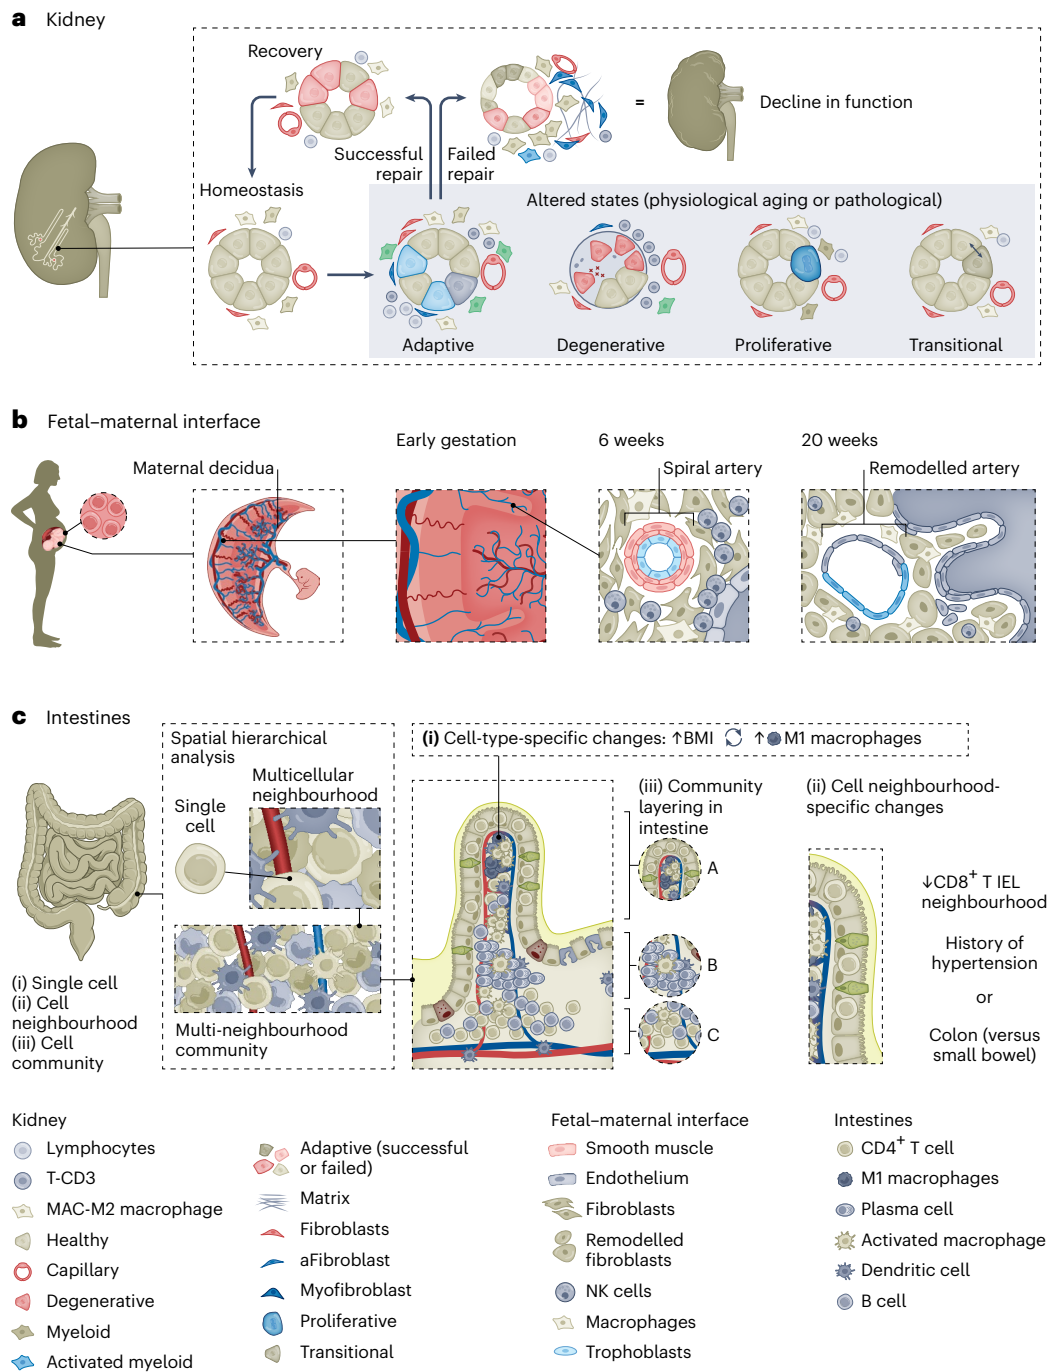 a Kidney
Recovery
Successful
repair
Failed
repair
=
Decline in function
Homeostasis
Altered states (physiological aging or pathological)
Adaptive
Degenerative
Proliferative
Transitional
b Fetal–maternal interface
Early gestation
6 weeks
20 weeks
Maternal decidua
Spiral artery
Remodelled artery
c Intestines
Spatial hierarchical
analysis
Single
cell
Multicellular
neighbourhood
Multi-neighbourhood
community
(i) Single cell
(ii) Cell
neighbourhood
(iii) Cell
community
(i) Cell-type-specific changes: ↑BMI ↑ M1 macrophages
(iii) Community
layering in
intestine
A
B
C
(ii) Cell neighbourhood-
specific changes
↓CD8+ T IEL
neighbourhood
History of
hypertension
or
Colon (versus
small bowel)
Kidney
Lymphocytes
T-CD3
MAC-M2 macrophage
Healthy
Capillary
Degenerative
Myeloid
Activated myeloid
Adaptive (successful
or failed)
Matrix
Fibroblasts
aFibroblast
Myofibroblast
Proliferative
Transitional
Fetal–maternal interface
Smooth muscle
Endothelium
Fibroblasts
Remodelled
fibroblasts
NK cells
Macrophages
Trophoblasts
Intestines
CD4+ T cell
M1 macrophages
Plasma cell
Activated macrophage
Dendritic cell
B cell